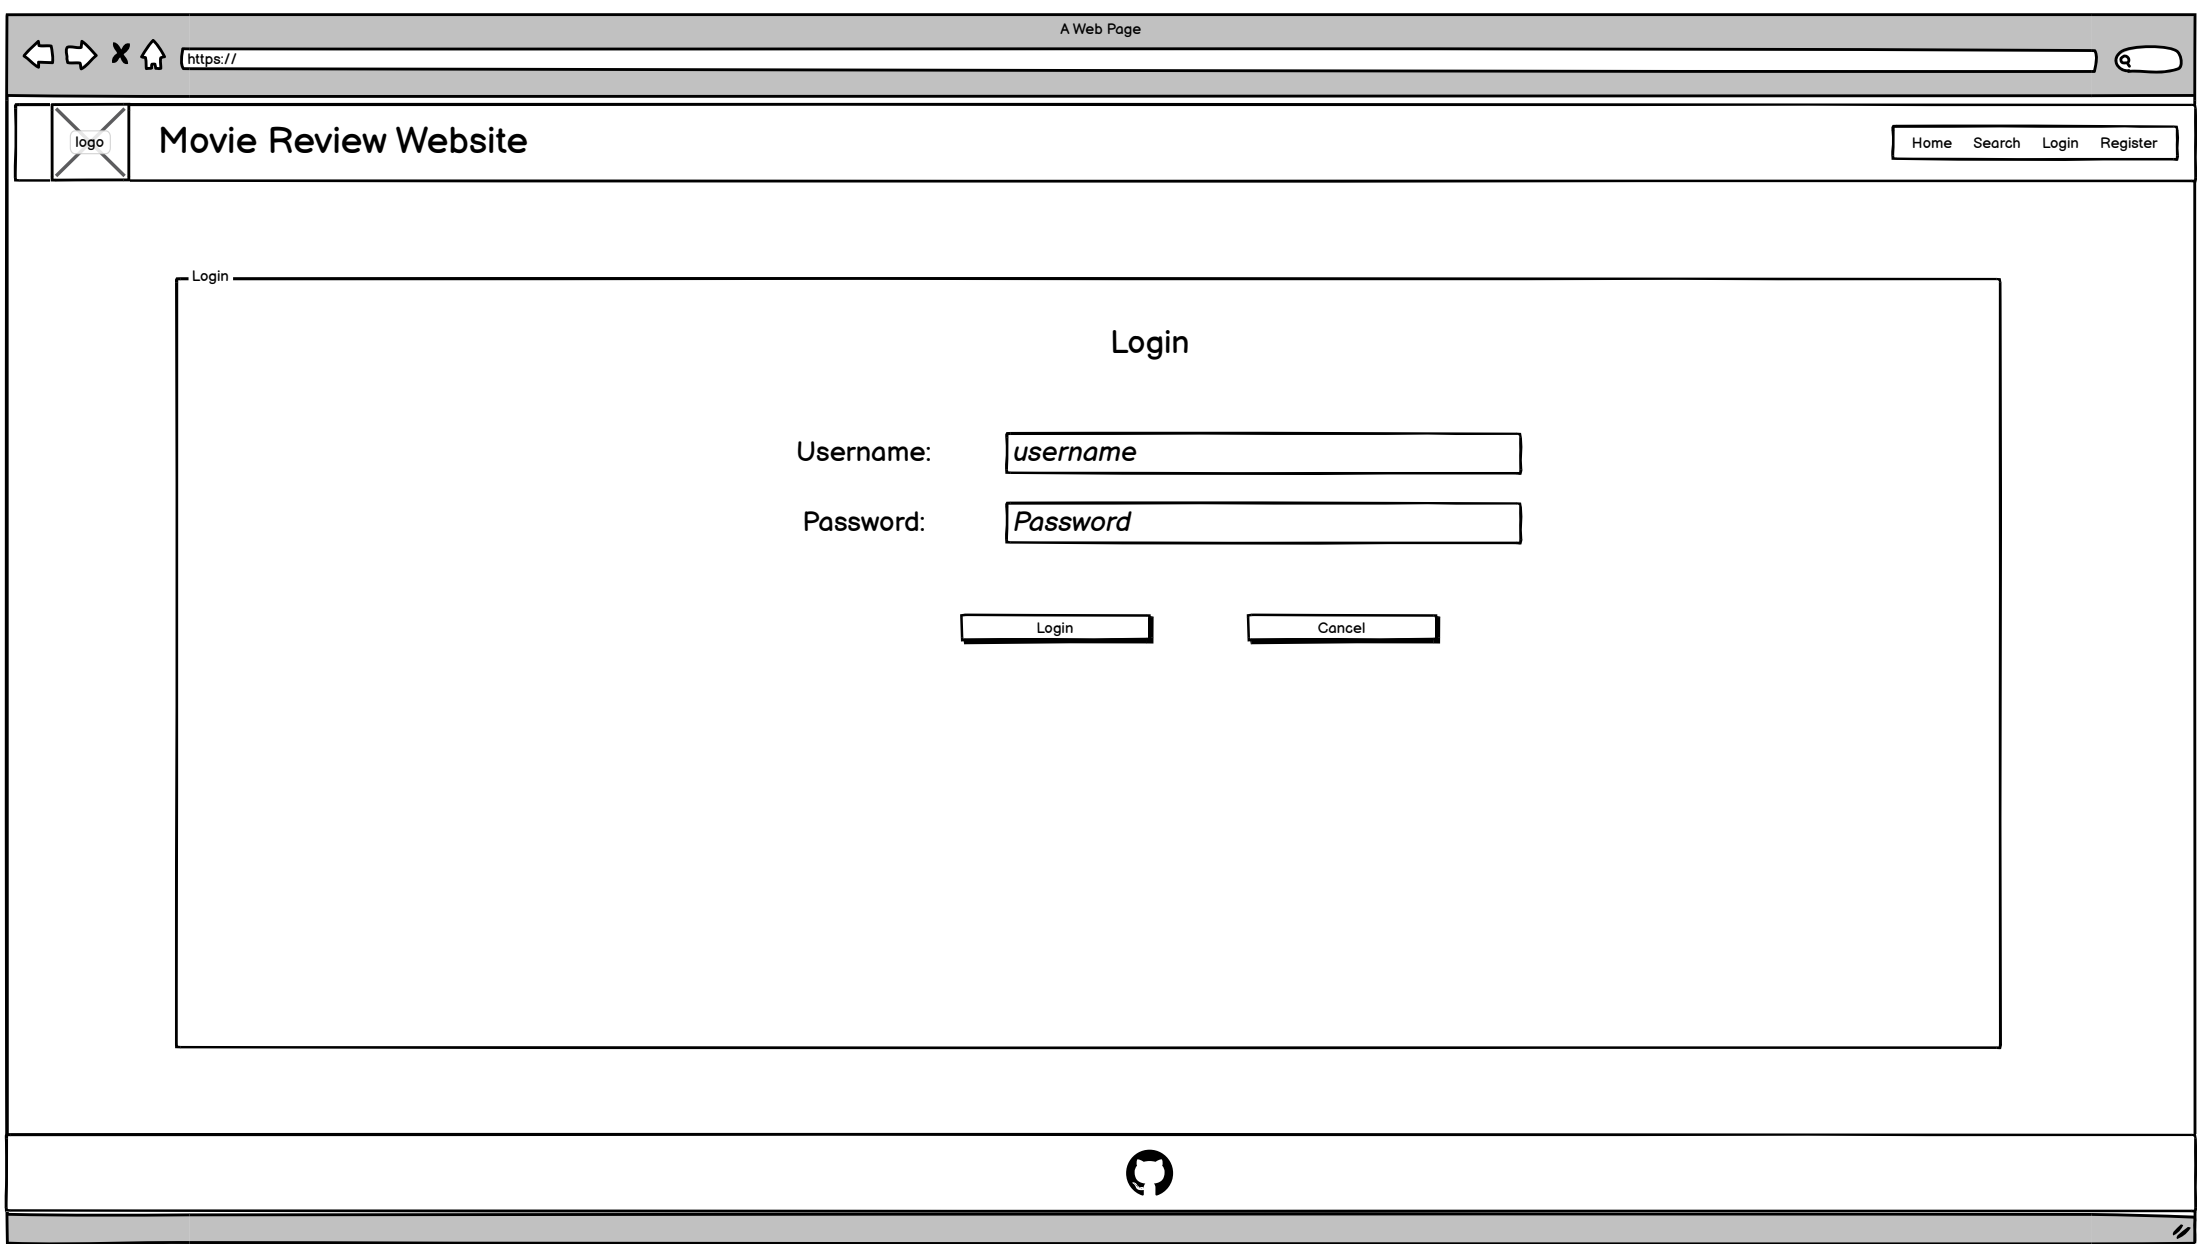 A Web Page
https://
logo
Movie Review Website
Home Search Login Register
Login
Login
Username: username
Password: Password
Login Cancel